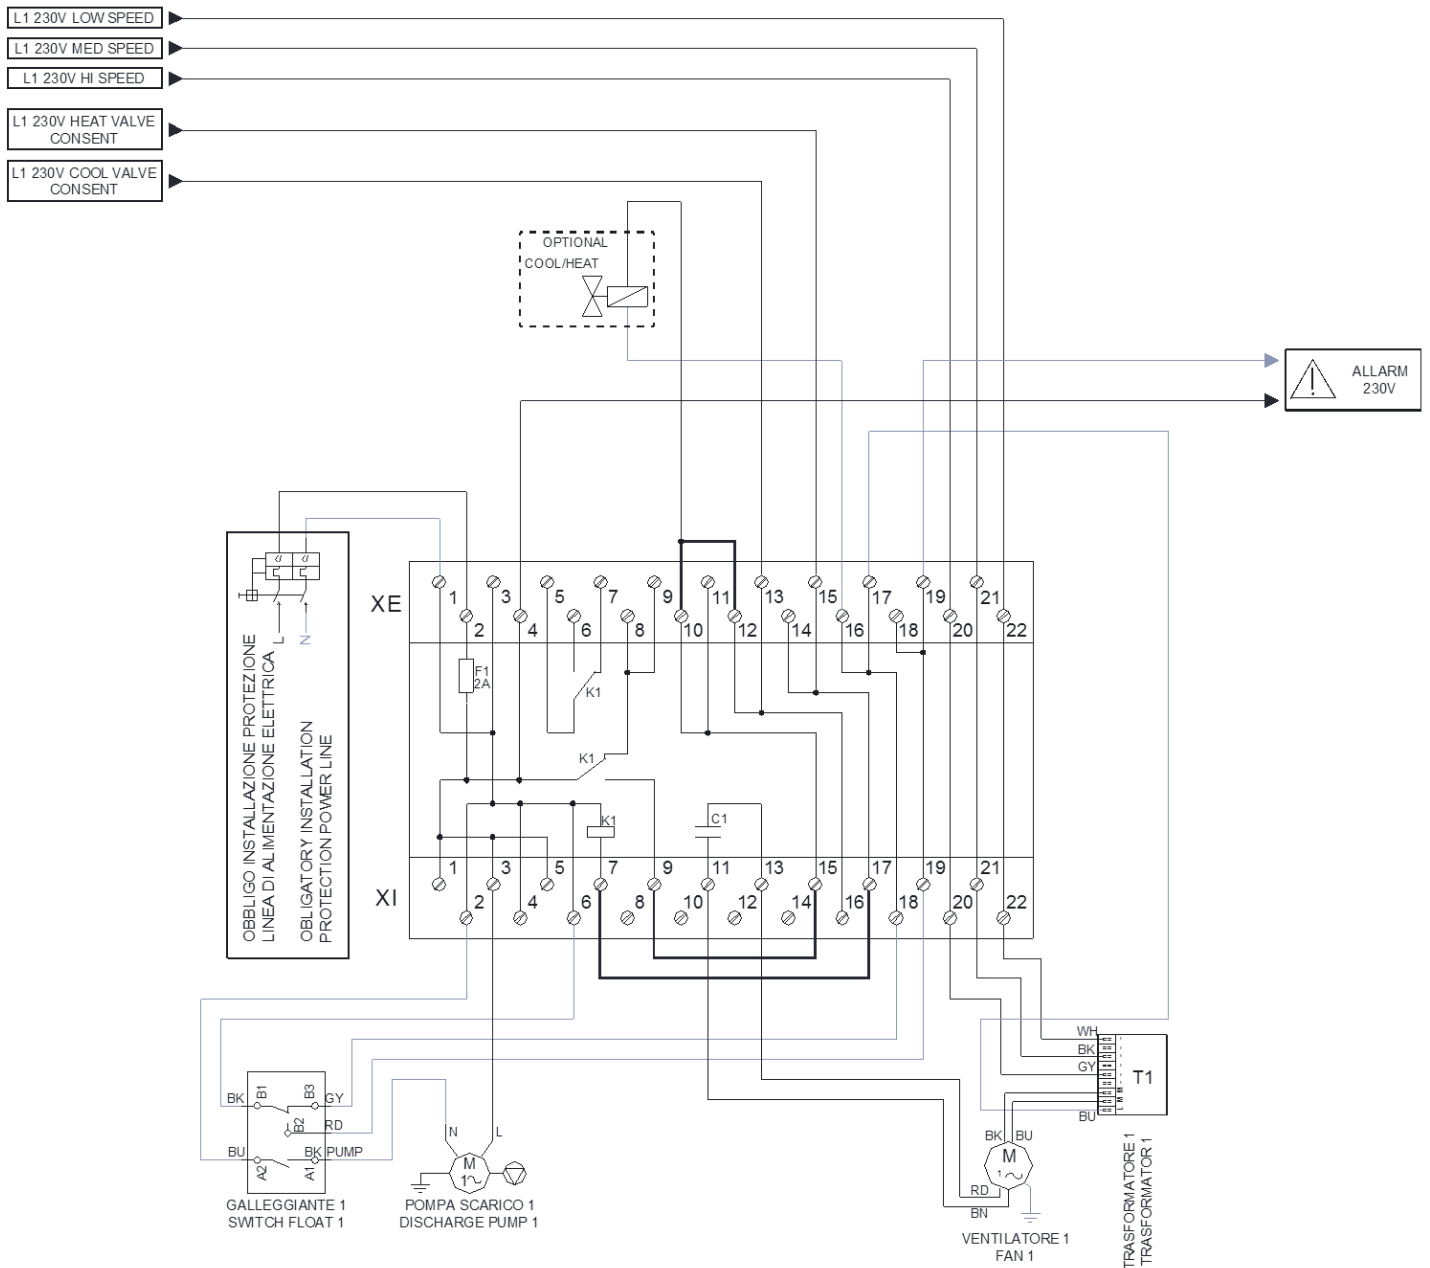 L1 230V LOW SPEED
L1 230V MED SPEED
L1 230V HI SPEED
L1 230V HEAT VALVE
CONSENT
L1 230V COOL VALVE
CONSENT
OPTIONAL
COOL/HEAT
ALLARM
230V
L
N
OBBLIGO INSTALLAZIONE PROTEZIONE
LINEA DI ALIMENTAZIONE ELETTRICA
OBLIGATORY INSTALLATION
PROTECTION POWER LINE
XE
1
3
5
7
9
11
13
15
17
19
21
2
4
6
8
10
12
14
16
18
20
22
F1
2A
K1
K1
K1
C1
XI
1
3
5
7
9
11
13
15
17
19
21
2
4
6
8
10
12
14
16
18
20
22
BK
B1
B3
GY
B2
RD
BU
A2
A1
BK
PUMP
GALLEGGIANTE 1
SWITCH FLOAT 1
N
L
M
1
POMPA SCARICO 1
DISCHARGE PUMP 1
WH
BK
GY
BU
T1
TRASFORMATORE 1
TRASFORMATOR 1
BK
BU
M
1
RD
BN
VENTILATORE 1
FAN 1